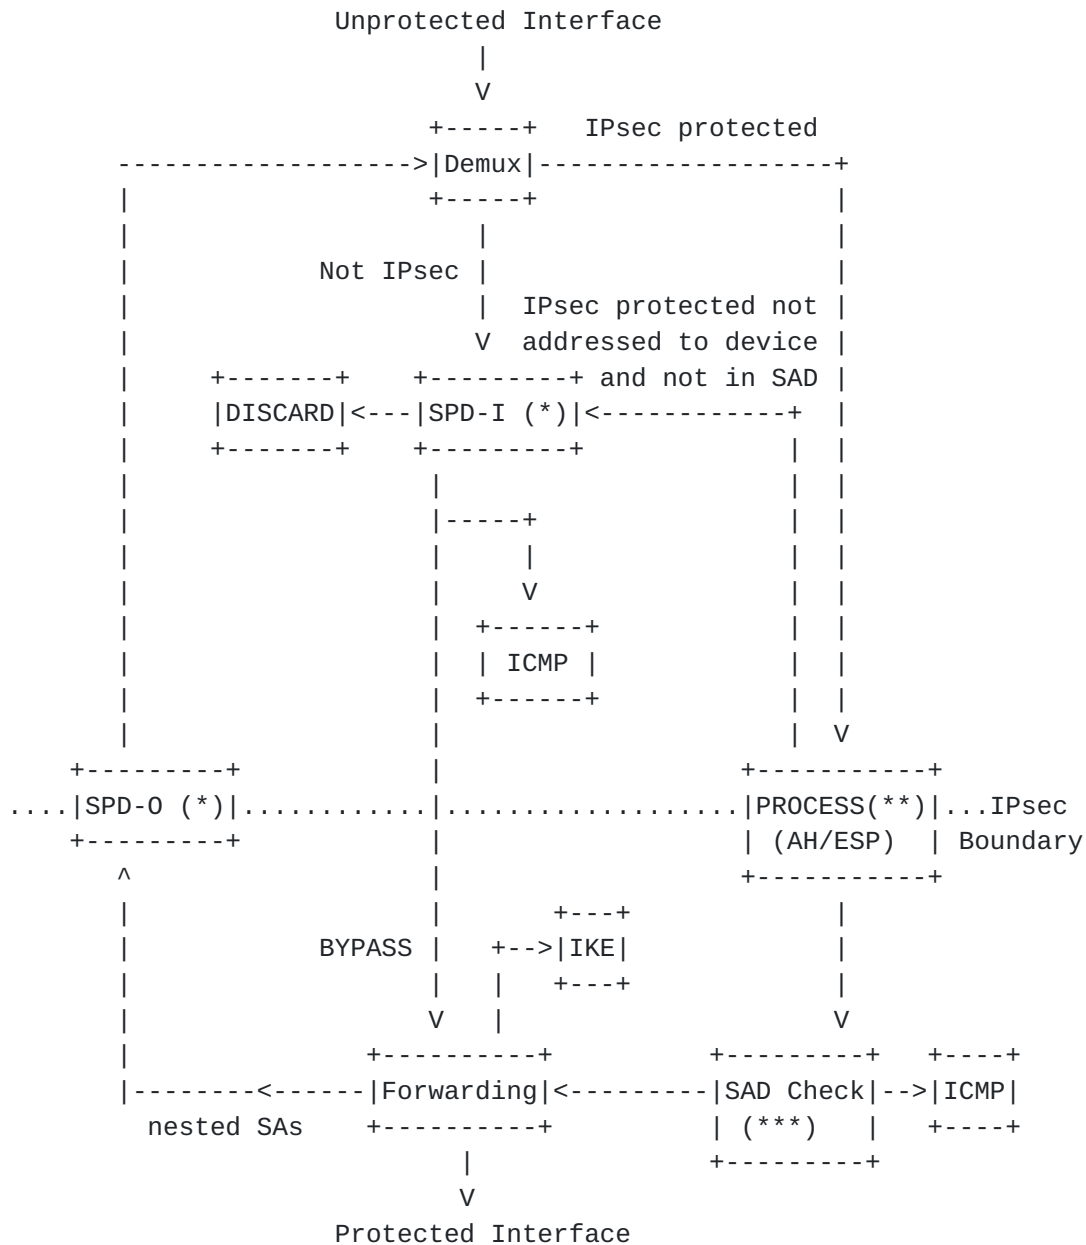 Unprotected Interface
                              |
                              V
                           +-----+   IPsec protected
       ------------------->|Demux|-------------------+
       |                   +-----+                   |
       |                      |                      |
       |            Not IPsec |                      |
       |                      |  IPsec protected not |
       |                      V  addressed to device |
       |     +-------+    +---------+ and not in SAD |
       |     |DISCARD|<---|SPD-I (*)|<------------+  |
       |     +-------+    +---------+             |  |
       |                   |                      |  |
       |                   |-----+                |  |
       |                   |     |                |  |
       |                   |     V                |  |
       |                   |  +------+            |  |
       |                   |  | ICMP |            |  |
       |                   |  +------+            |  |
       |                   |                      |  V
    +---------+            |                   +-----------+
....|SPD-O (*)|............|...................|PROCESS(**)|...IPsec
    +---------+            |                   | (AH/ESP)  | Boundary
       ^                   |                   +-----------+
       |                   |       +---+             |
       |            BYPASS |   +-->|IKE|             |
       |                   |   |   +---+             |
       |                   V   |                     V
       |               +----------+          +---------+   +----+
       |--------<------|Forwarding|<---------|SAD Check|-->|ICMP|
         nested SAs    +----------+          | (***)   |   +----+
                             |               +---------+
                             V
                     Protected Interface